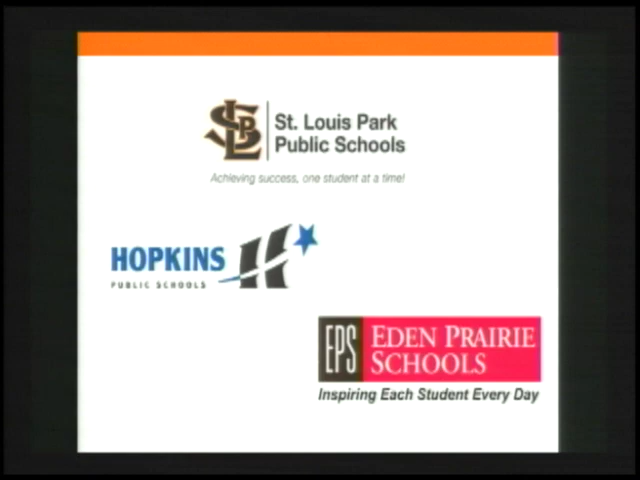 SLP
St. Louis Park
Public Schools
Achieving success, one student at a time!
HOPKINS
PUBLIC SCHOOLS
H
EPS
EDEN PRAIRIE
SCHOOLS
Inspiring Each Student Every Day